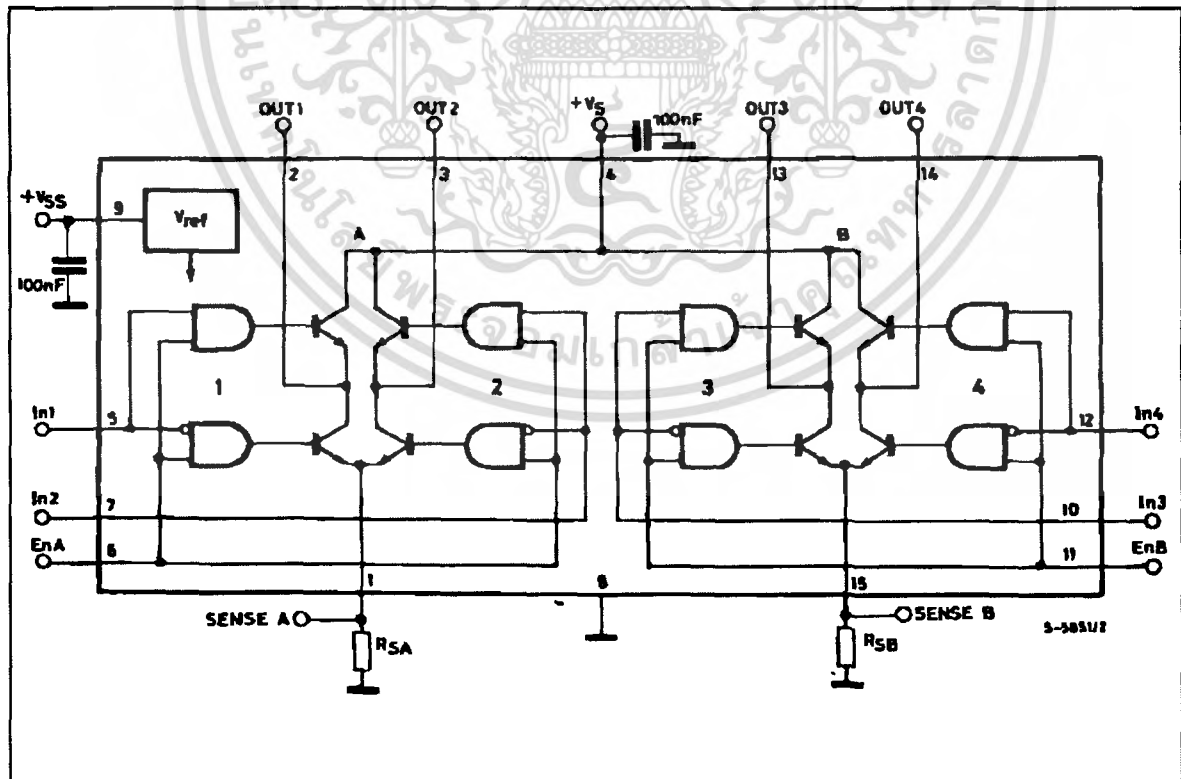 OUT1
OUT2
+VS
100nF
OUT3
OUT4
2
3
4
13
14
+VSS
9
Vref
A
B
100nF
1
2
3
4
In1
5
12
In4
In2
7
10
In3
EnA
6
11
EnB
1
8
15
SENSE A
SENSE B
RSA
RSB